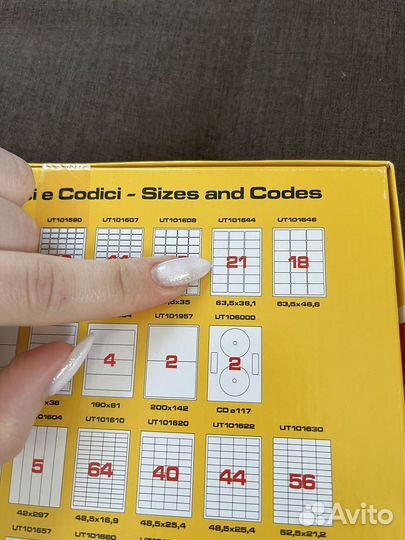 e Codici - Sizes and Codes
UT101590 UT101607 UT101608 UT101644 UT101646
21 18
63,5x38,1 63,5x46,6
UT101957 UT106000
4 2 2
190x61 200x142 CD ø117
UT101610 UT101620 UT101622 UT101630
5 64 40 44 56
42x297 48,5x16,9 48,5x25,4 48,5x25,4 52,5x21,2
Avito